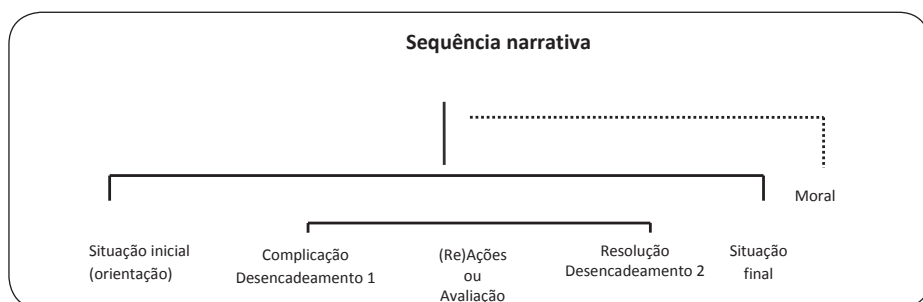 Sequência narrativa
Moral
Situação inicial
(orientação)
Complicação
Desencadeamento 1
(Re)Ações
ou
Avaliação
Resolução
Desencadeamento 2
Situação
final